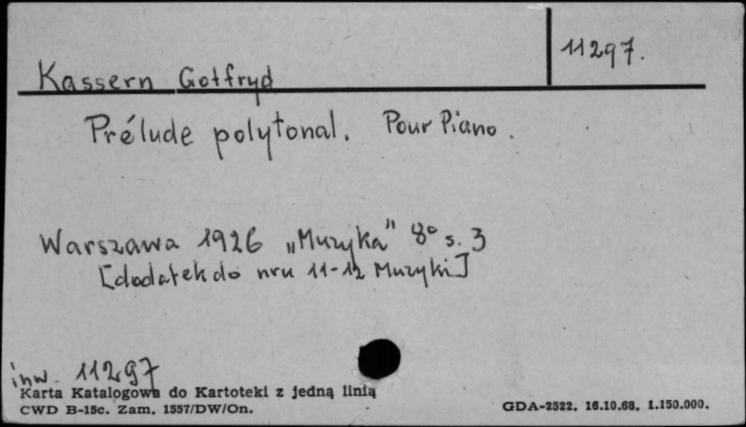 11297.
Kassern Gotfryd
Prélude polytonal. Pour Piano.
Warszawa 1926 „Muzyka" 8° s. 3
[dodatek do nru 11-12 Muzyki]
inw. 11297
Karta Katalogowa do Kartoteki z jedną linią
CWD B-15c. Zam. 1557/DW/On.
GDA-2522. 16.10.68. 1.150.000.